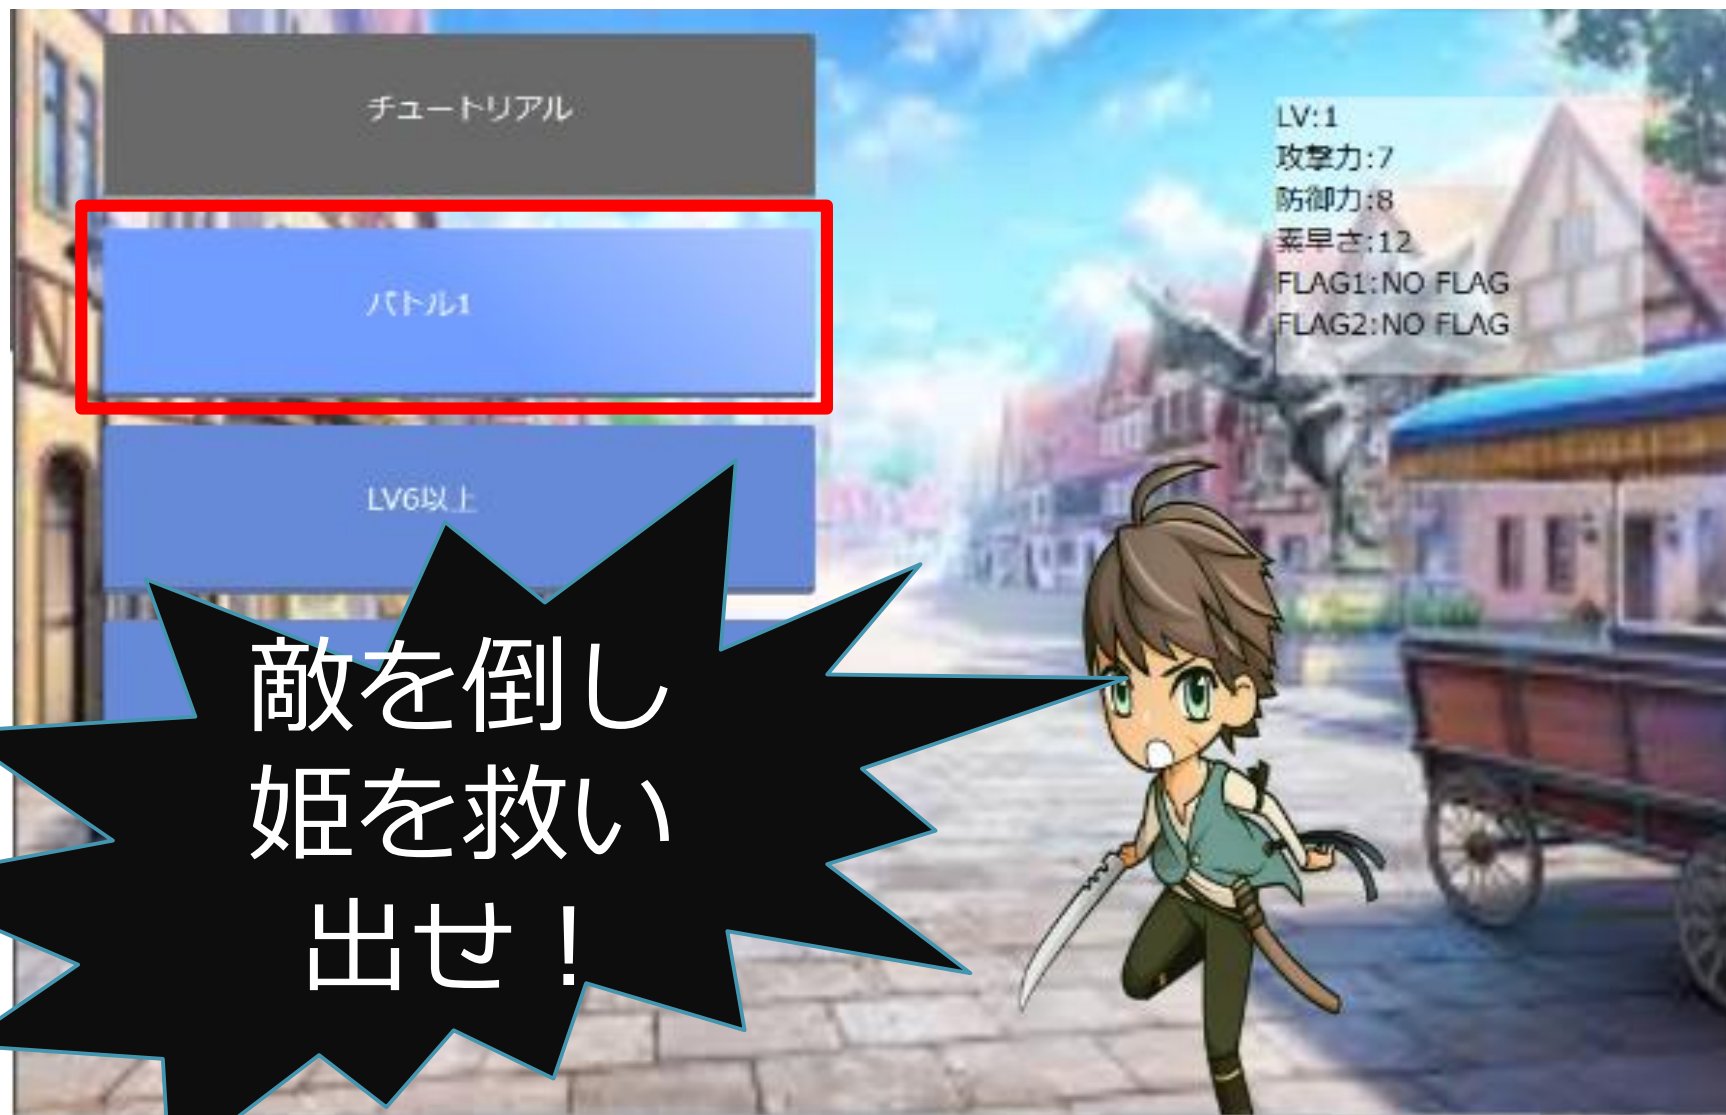 チュートリアル
バトル1
LV6以上
LV:1
攻撃力:7
防御力:8
素早さ:12
FLAG1:NO FLAG
FLAG2:NO FLAG
敵を倒し
姫を救い
出せ！